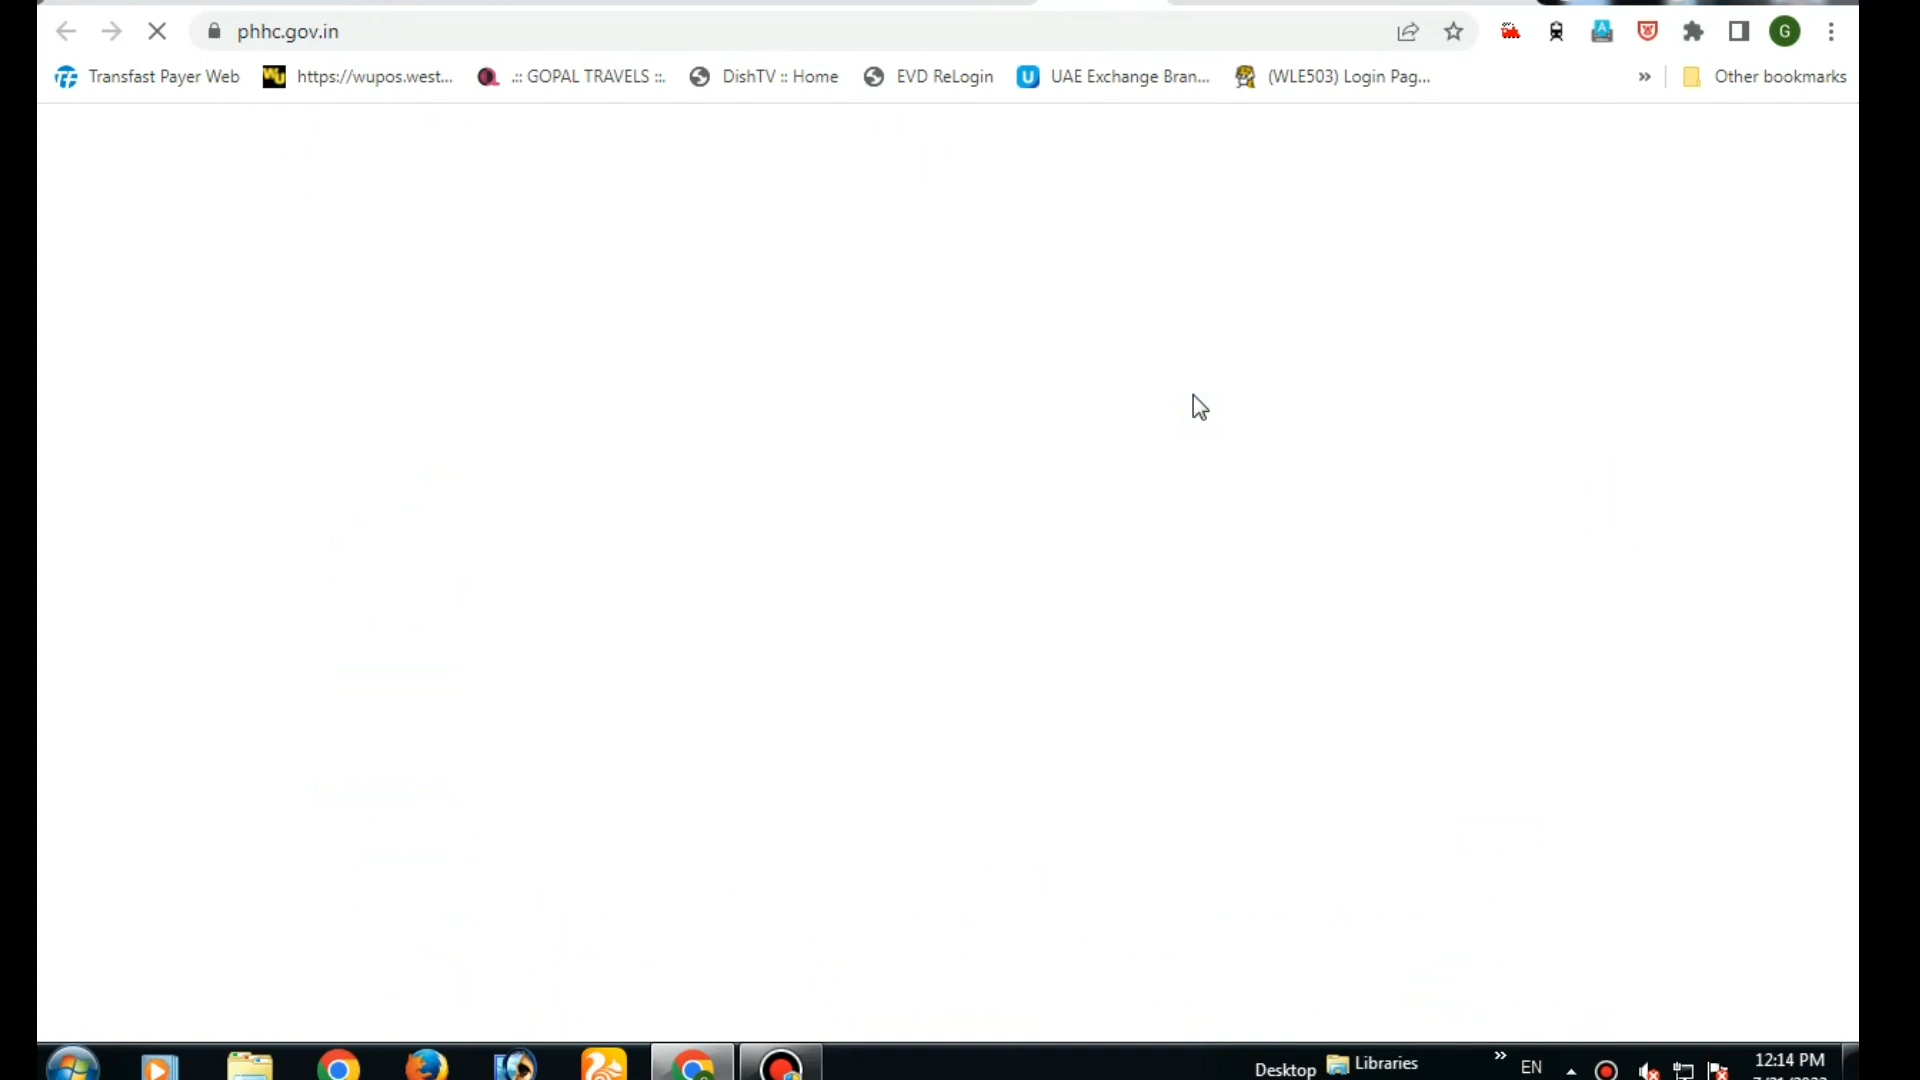 phhc.gov.in
G
Transfast Payer Web https://wupos.west... .:: GOPAL TRAVELS ::. DishTV :: Home EVD ReLogin UAE Exchange Bran... (WLE503) Login Pag... » Other bookmarks
Desktop Libraries » EN 12:14 PM